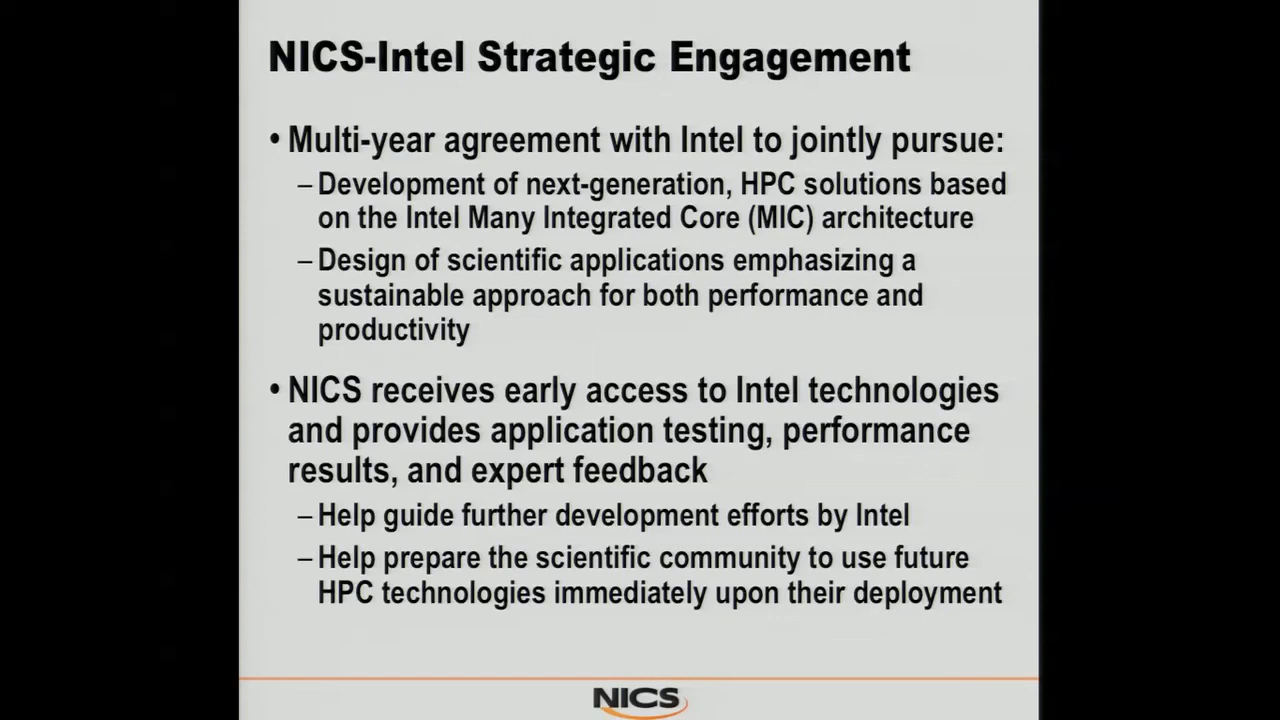 NICS-Intel Strategic Engagement
• Multi-year agreement with Intel to jointly pursue:
– Development of next-generation, HPC solutions based
on the Intel Many Integrated Core (MIC) architecture
– Design of scientific applications emphasizing a
sustainable approach for both performance and
productivity
• NICS receives early access to Intel technologies
and provides application testing, performance
results, and expert feedback
– Help guide further development efforts by Intel
– Help prepare the scientific community to use future
HPC technologies immediately upon their deployment
NICS